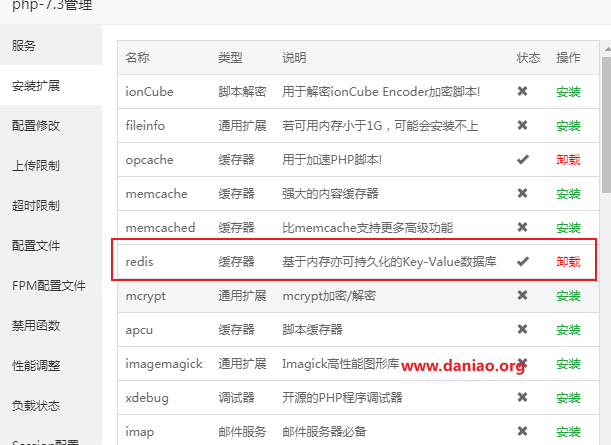 php-7.3管理
服务
安装扩展
配置修改
上传限制
超时限制
配置文件
FPM配置文件
禁用函数
性能调整
负载状态
Session配置
名称 类型 说明 状态 操作
ionCube 脚本解密 用于解密ionCube Encoder加密脚本! ✖ 安装
fileinfo 通用扩展 若可用内存小于1G，可能会安装不上 ✖ 安装
opcache 缓存器 用于加速PHP脚本! ✔ 卸载
memcache 缓存器 强大的内容缓存器 ✖ 安装
memcached 缓存器 比memcache支持更多高级功能 ✖ 安装
redis 缓存器 基于内存亦可持久化的Key-Value数据库 ✔ 卸载
mcrypt 通用扩展 mcrypt加密/解密 ✖ 安装
apcu 缓存器 脚本缓存器 ✖ 安装
imagemagick 通用扩展 Imagick高性能图形库 ✖ 安装
www.daniao.org
xdebug 调试器 开源的PHP程序调试器 ✖ 安装
imap 邮件服务 邮件服务器必备 ✖ 安装